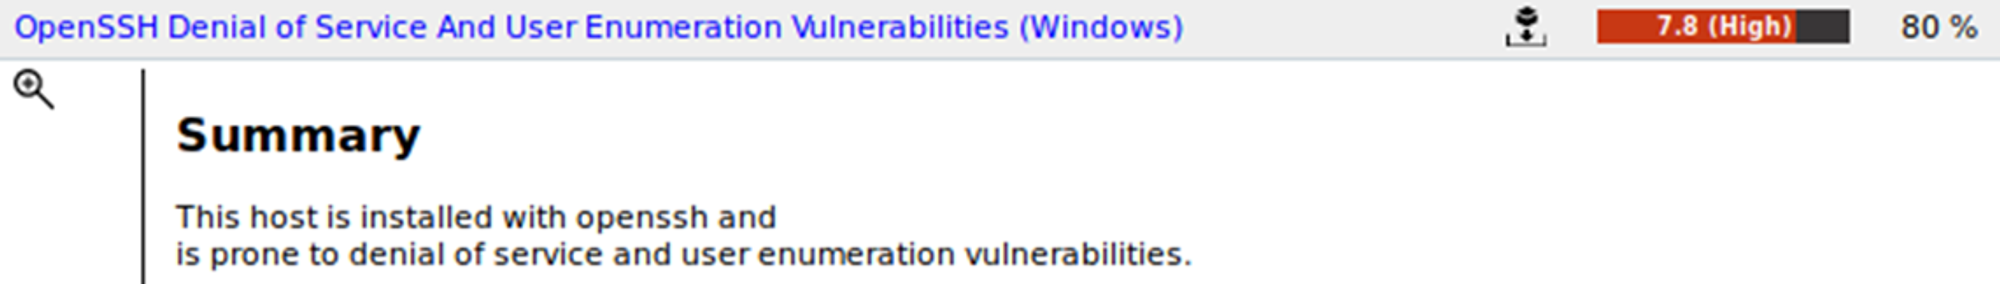 OpenSSH Denial of Service And User Enumeration Vulnerabilities (Windows) 7.8 (High) 80 %
Summary
This host is installed with openssh and
is prone to denial of service and user enumeration vulnerabilities.